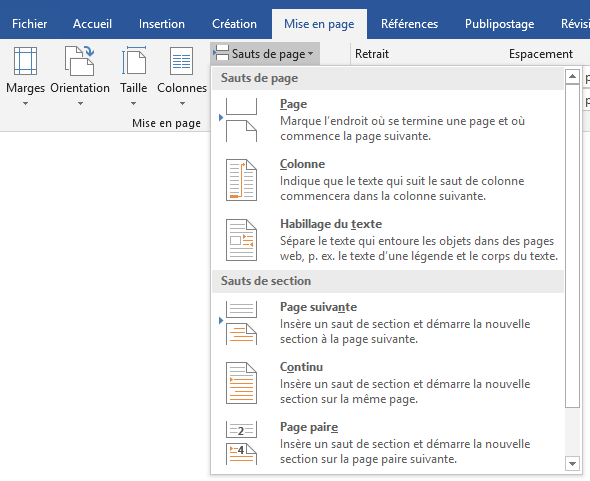 Fichier Accueil Insertion Création Mise en page Références Publipostage Révisi
Sauts de page Retrait Espacement
Marges Orientation Taille Colonnes
Mise en page
Sauts de page
Page
Marque l'endroit où se termine une page et où
commence la page suivante.
Colonne
Indique que le texte qui suit le saut de colonne
commencera dans la colonne suivante.
Habillage du texte
Sépare le texte qui entoure les objets dans des pages
web, p. ex. le texte d'une légende et le corps du texte.
Sauts de section
Page suivante
Insère un saut de section et démarre la nouvelle
section à la page suivante.
Continu
Insère un saut de section et démarre la nouvelle
section sur la même page.
Page paire
Insère un saut de section et démarre la nouvelle
section sur la page paire suivante.
2
4
p
p